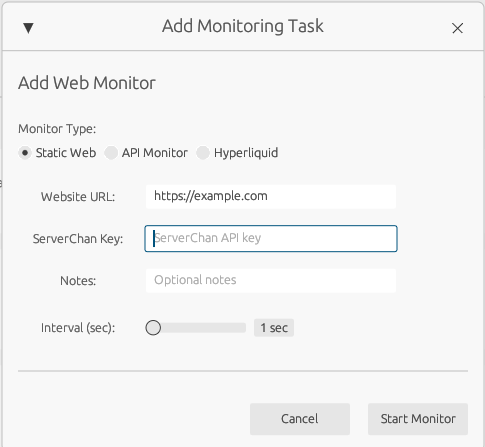 Add Monitoring Task
Add Web Monitor
Monitor Type:
Static Web API Monitor Hyperliquid
Website URL: https://example.com
ServerChan Key: ServerChan API key
Notes: Optional notes
Interval (sec): 1 sec
Cancel Start Monitor